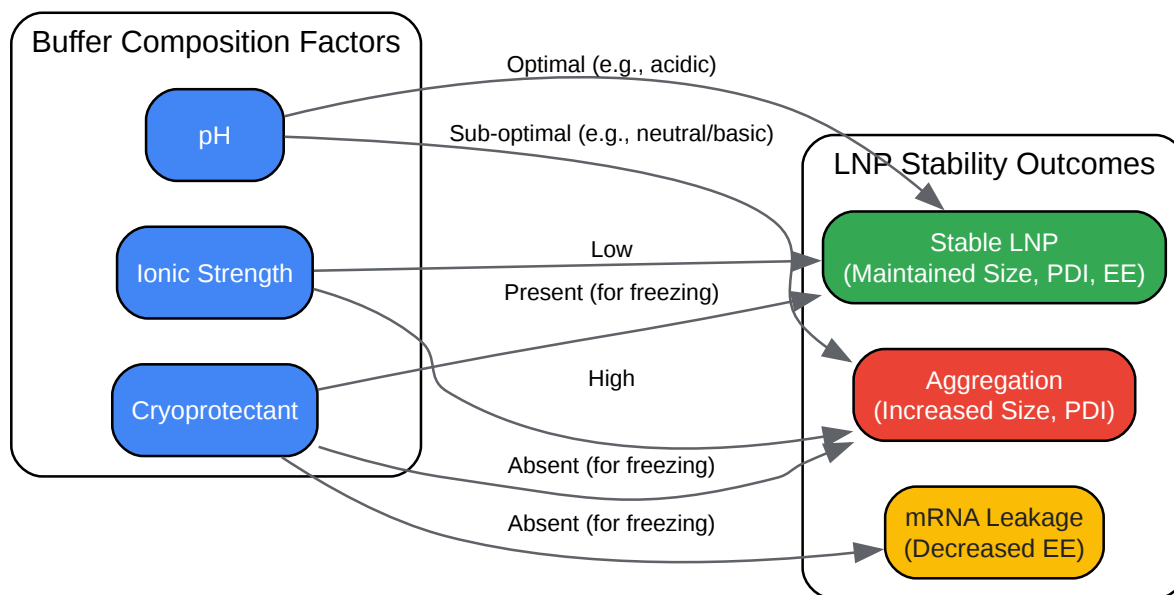 Buffer Composition Factors
pH
Ionic Strength
Cryoprotectant
Optimal (e.g., acidic)
Sub-optimal (e.g., neutral/basic)
Low
Present (for freezing)
High
Absent (for freezing)
Absent (for freezing)
LNP Stability Outcomes
Stable LNP
(Maintained Size, PDI, EE)
Aggregation
(Increased Size, PDI)
mRNA Leakage
(Decreased EE)